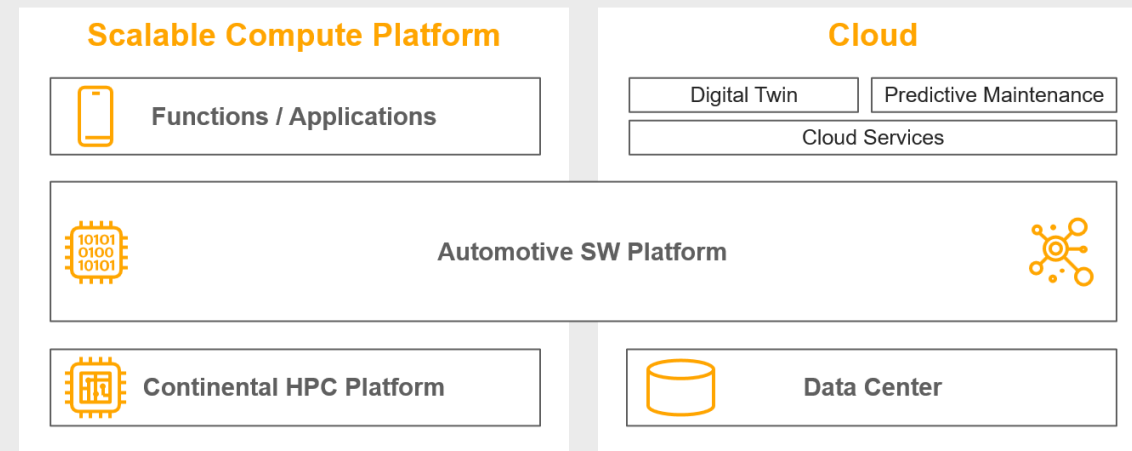 Scalable Compute Platform
Functions / Applications
Cloud
Digital Twin
Predictive Maintenance
Cloud Services
10101
0100
10101
Automotive SW Platform
Continental HPC Platform
Data Center